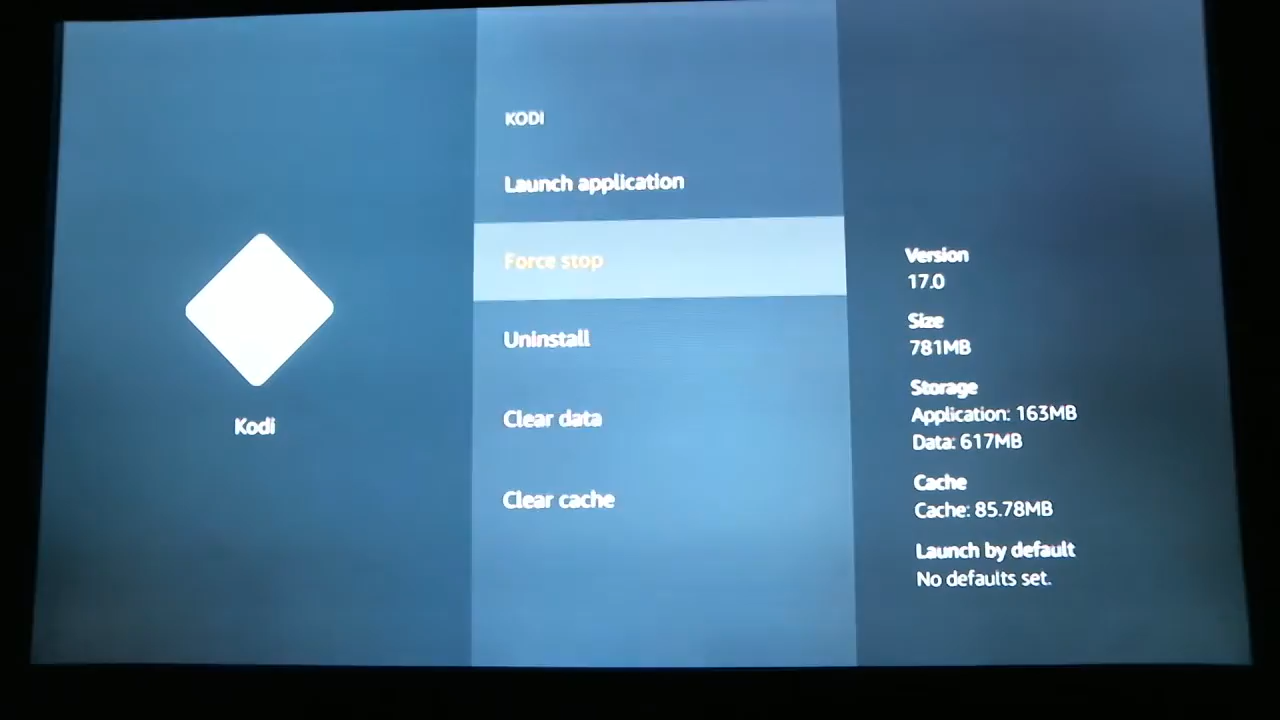 KODI
Launch application
Force stop
Uninstall
Clear data
Clear cache
Kodi
Version
17.0
Size
781MB
Storage
Application: 163MB
Data: 617MB
Cache
Cache: 85.78MB
Launch by default
No defaults set.